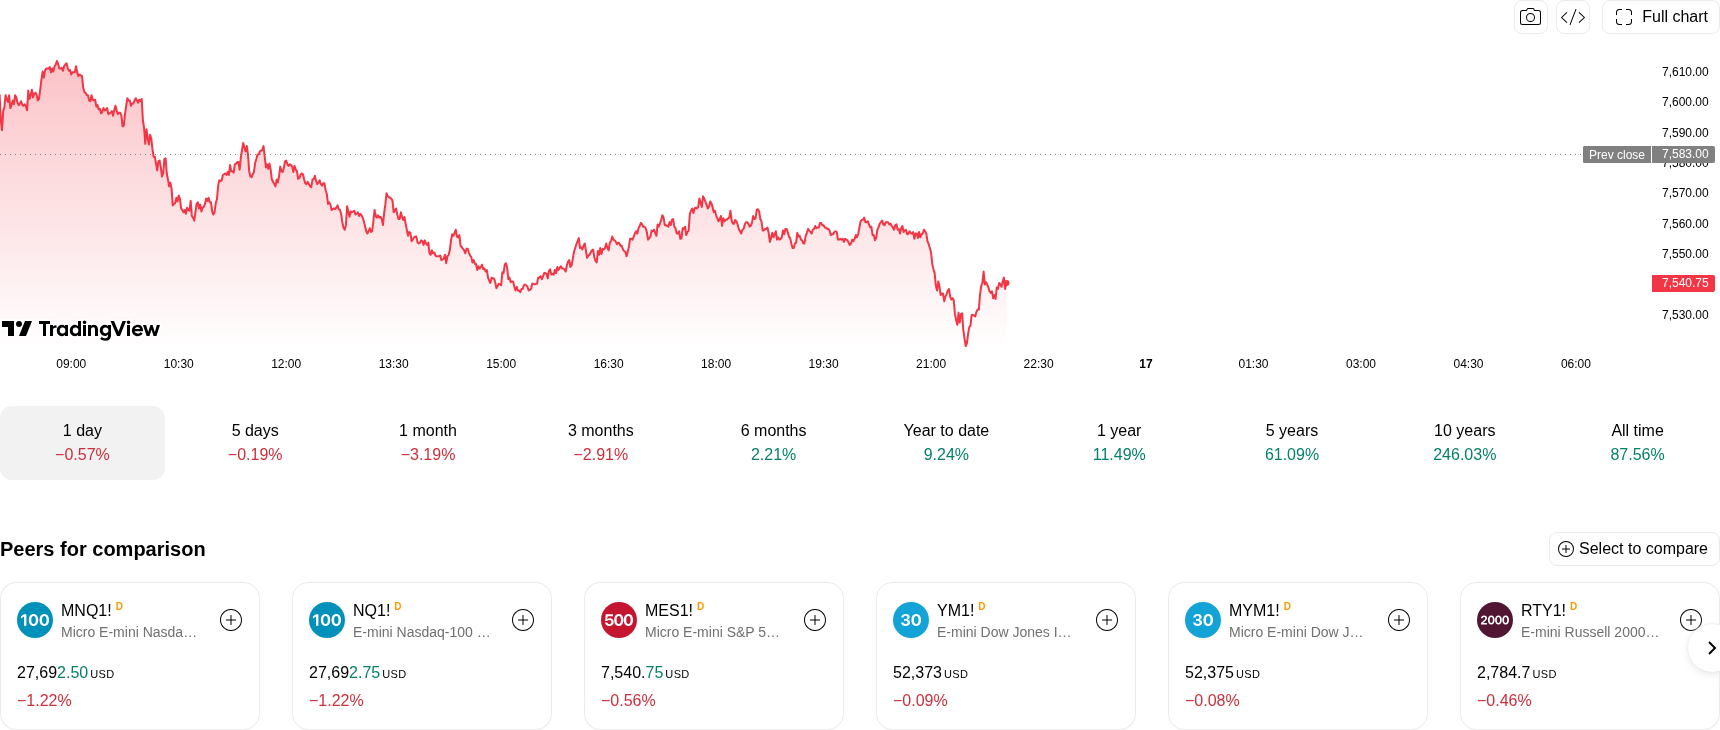 Full chart
7,610.00
7,600.00
7,590.00
Prev close 7,583.00
7,580.00
7,570.00
7,560.00
7,550.00
7,540.75
7,530.00
TradingView
09:00 10:30 12:00 13:30 15:00 16:30 18:00 19:30 21:00 22:30 17 01:30 03:00 04:30 06:00
1 day 5 days 1 month 3 months 6 months Year to date 1 year 5 years 10 years All time
−0.57% −0.19% −3.19% −2.91% 2.21% 9.24% 11.49% 61.09% 246.03% 87.56%
Peers for comparison
Select to compare
100 MNQ1! D
Micro E-mini Nasda…
27,692.50 USD
−1.22%
100 NQ1! D
E-mini Nasdaq-100 …
27,692.75 USD
−1.22%
500 MES1! D
Micro E-mini S&P 5…
7,540.75 USD
−0.56%
30 YM1! D
E-mini Dow Jones I…
52,373 USD
−0.09%
30 MYM1! D
Micro E-mini Dow J…
52,375 USD
−0.08%
2000 RTY1! D
E-mini Russell 2000…
2,784.7 USD
−0.46%